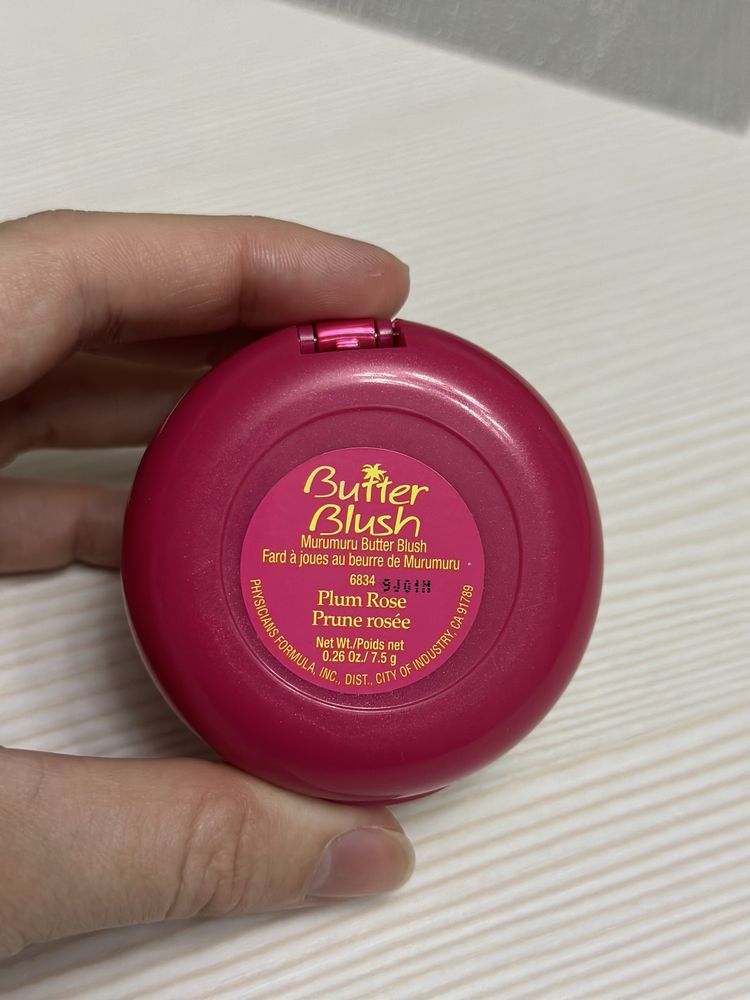 Butter
Blush
Murumuru Butter Blush
Fard à joues au beurre de Murumuru
6834 9J01M
Plum Rose
Prune rosée
Net Wt./Poids net
0.26 Oz./ 7.5 g
PHYSICIANS FORMULA, INC., DIST., CITY OF INDUSTRY, CA 91789